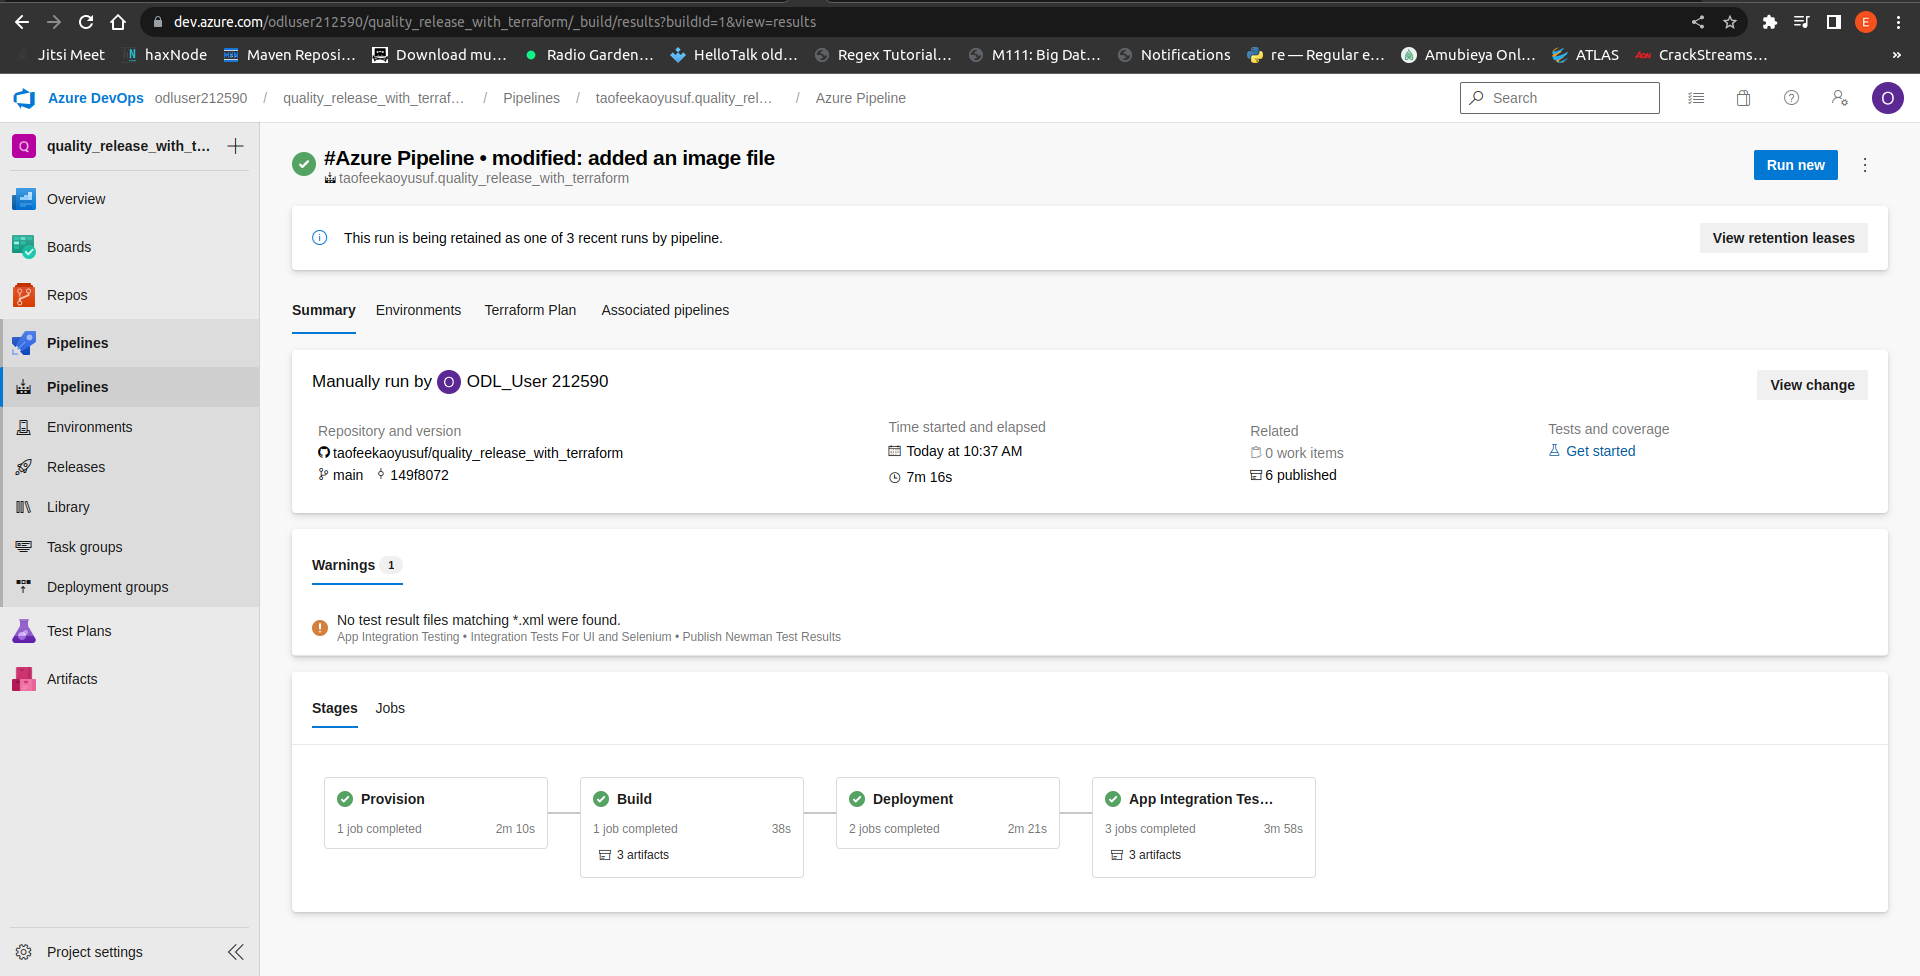 dev.azure.com/odluser212590/quality_release_with_terraform/_build/results?buildId=1&view=results
E
Jitsi Meet
haxNode
Maven Reposi…
Download mu…
Radio Garden…
HelloTalk old…
Regex Tutorial…
M111: Big Dat…
Notifications
re — Regular e…
Amubieya Onl…
ATLAS
CrackStreams…
»
Azure DevOps odluser212590 / quality_release_with_terraf… / Pipelines / taofeekaoyusuf.quality_rel… / Azure Pipeline
Search
O
Q quality_release_with_t…
Overview
Boards
Repos
Pipelines
Pipelines
Environments
Releases
Library
Task groups
Deployment groups
Test Plans
Artifacts
Project settings
#Azure Pipeline • modified: added an image file
taofeekaoyusuf.quality_release_with_terraform
Run new
This run is being retained as one of 3 recent runs by pipeline.
View retention leases
Summary Environments Terraform Plan Associated pipelines
Manually run by O ODL_User 212590
View change
Repository and version
taofeekaoyusuf/quality_release_with_terraform
main 149f8072
Time started and elapsed
Today at 10:37 AM
7m 16s
Related
0 work items
6 published
Tests and coverage
Get started
Warnings 1
No test result files matching *.xml were found.
App Integration Testing • Integration Tests For UI and Selenium • Publish Newman Test Results
Stages Jobs
Provision
1 job completed 2m 10s
Build
1 job completed 38s
3 artifacts
Deployment
2 jobs completed 2m 21s
App Integration Tes…
3 jobs completed 3m 58s
3 artifacts